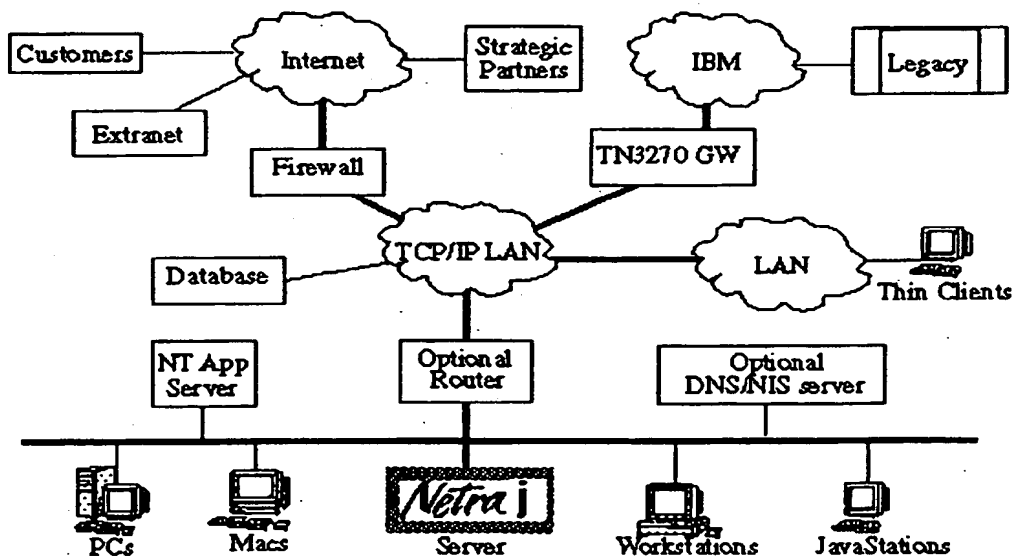 Customers
Internet
Strategic
Partners
IBM
Legacy
Extranet
Firewall
TN3270 GW
TCP/IP LAN
Database
LAN
Thin Clients
NT App
Server
Optional
Router
Optional
DNS/NIS server
PCs
Macs
Netra j
Server
Workstations
JavaStations